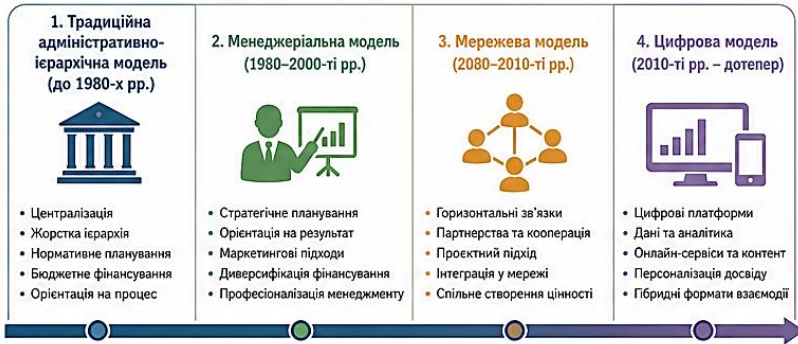 1. Традиційна
адміністративно-
ієрархічна модель
(до 1980-х рр.)
• Централізація
• Жорстка ієрархія
• Нормативне планування
• Бюджетне фінансування
• Орієнтація на процес
2. Менеджеріальна модель
(1980–2000-ті рр.)
• Стратегічне планування
• Орієнтація на результат
• Маркетингові підходи
• Диверсифікація фінансування
• Професіоналізація менеджменту
3. Мережева модель
(2080–2010-ті рр.)
• Горизонтальні зв’язки
• Партнерства та кооперація
• Проєктний підхід
• Інтеграція у мережі
• Спільне створення цінності
4. Цифрова модель
(2010-ті рр. – дотепер)
• Цифрові платформи
• Дані та аналітика
• Онлайн-сервіси та контент
• Персоналізація досвіду
• Гібридні формати взаємодії